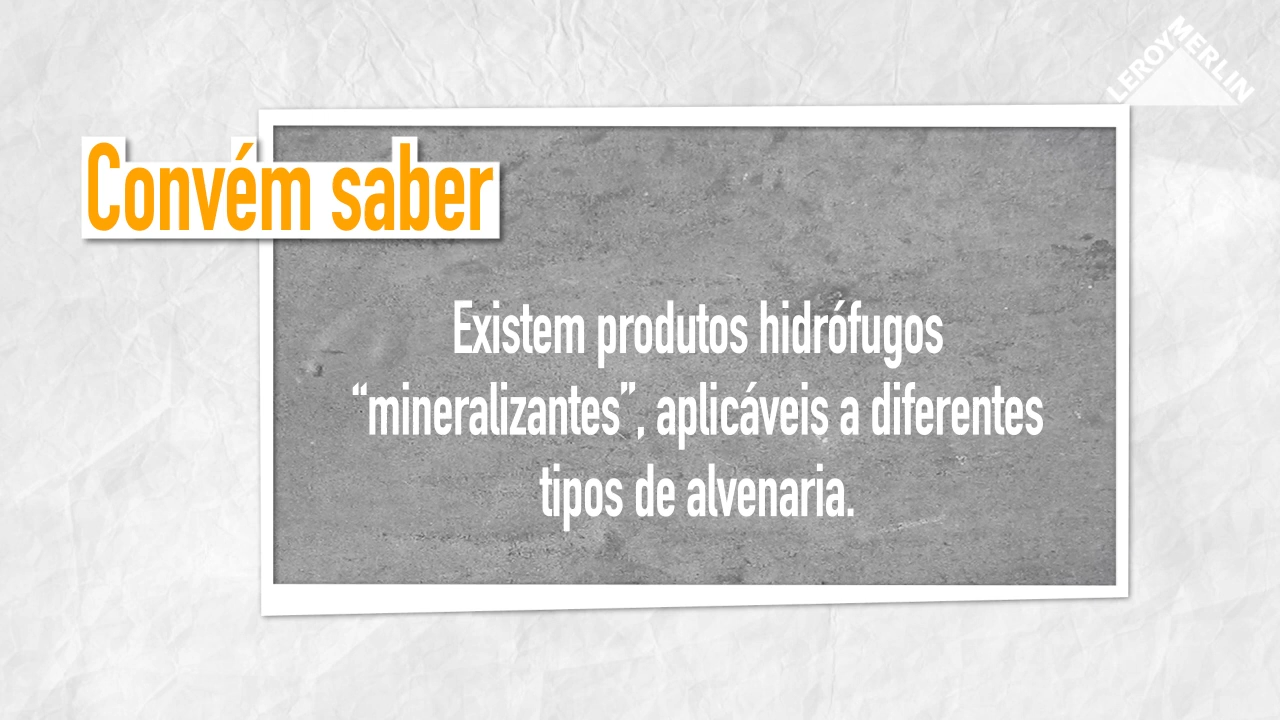 LEROY MERLIN
Convém saber
Existem produtos hidrófugos
“mineralizantes”, aplicáveis a diferentes
tipos de alvenaria.